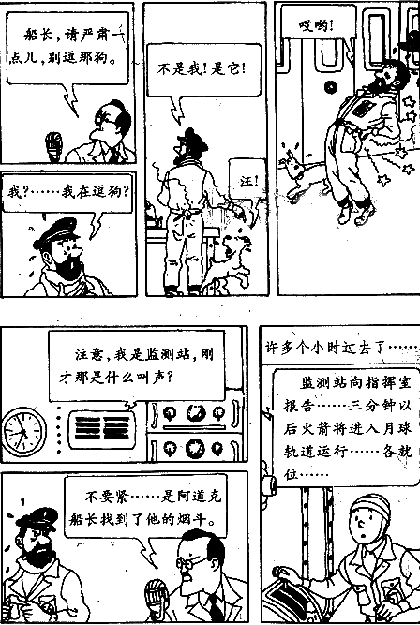 船长，请严肃一
点儿，别逗那狗。
我？……我在逗狗？
不是我！是它！
汪！
哎哟！
注意，我是监测站，刚
才那是什么叫声？
不要紧……是阿道克
船长找到了他的烟斗。
许多个小时过去了……
监测站向指挥室
报告……三分钟以
后火箭将进入月球
轨道运行……各就
位……